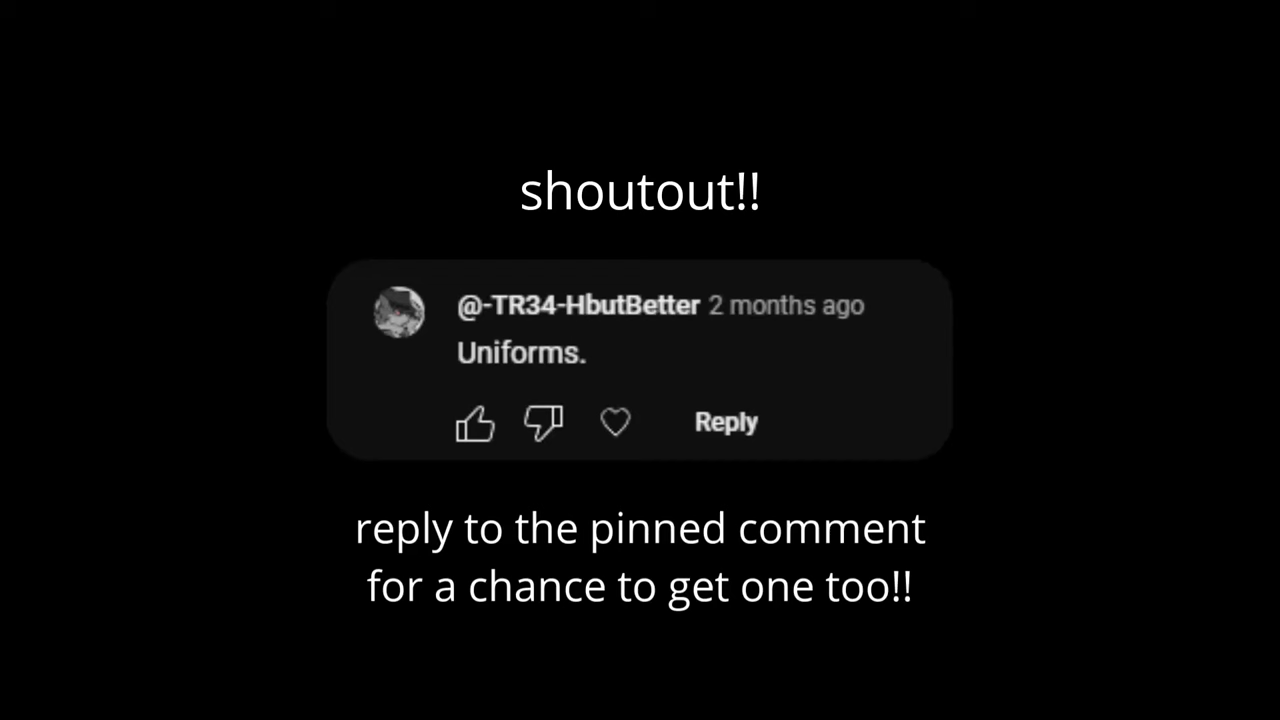 shoutout!!
@-TR34-HbutBetter 2 months ago
Uniforms.
Reply
reply to the pinned comment
for a chance to get one too!!